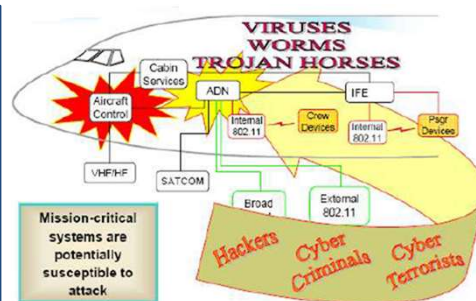 VIRUSES
WORMS
TROJAN HORSES
Cabin
Services
ADN
IFE
Aircraft
Control
Internal
802.11
Crew
Devices
Internal
802.11
Psgr
Devices
VHF/HF
SATCOM
Broad
External
802.11
Mission-critical
systems are
potentially
susceptible to
attack
Hackers
Cyber
Criminals
Cyber
Terrorists